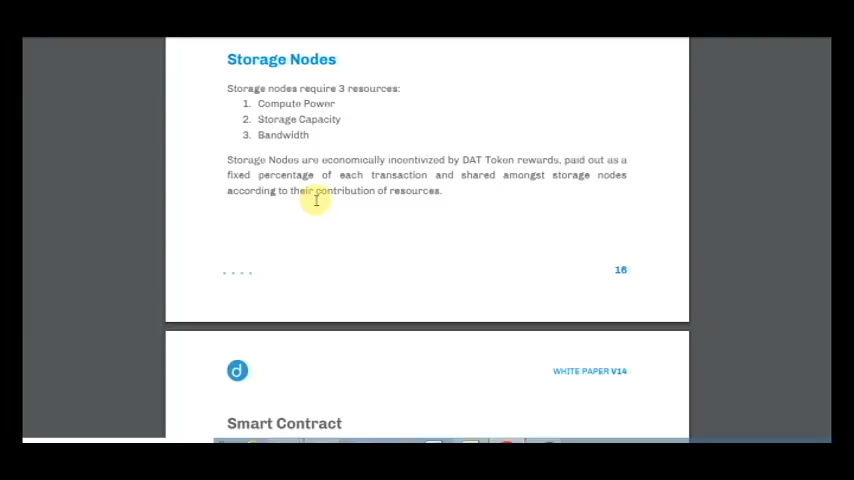 Storage Nodes
Storage nodes require 3 resources:
1. Compute Power
2. Storage Capacity
3. Bandwidth
Storage Nodes are economically incentivized by DAT Token rewards, paid out as a
fixed percentage of each transaction and shared amongst storage nodes
according to their contribution of resources.
16
d
WHITE PAPER V14
Smart Contract